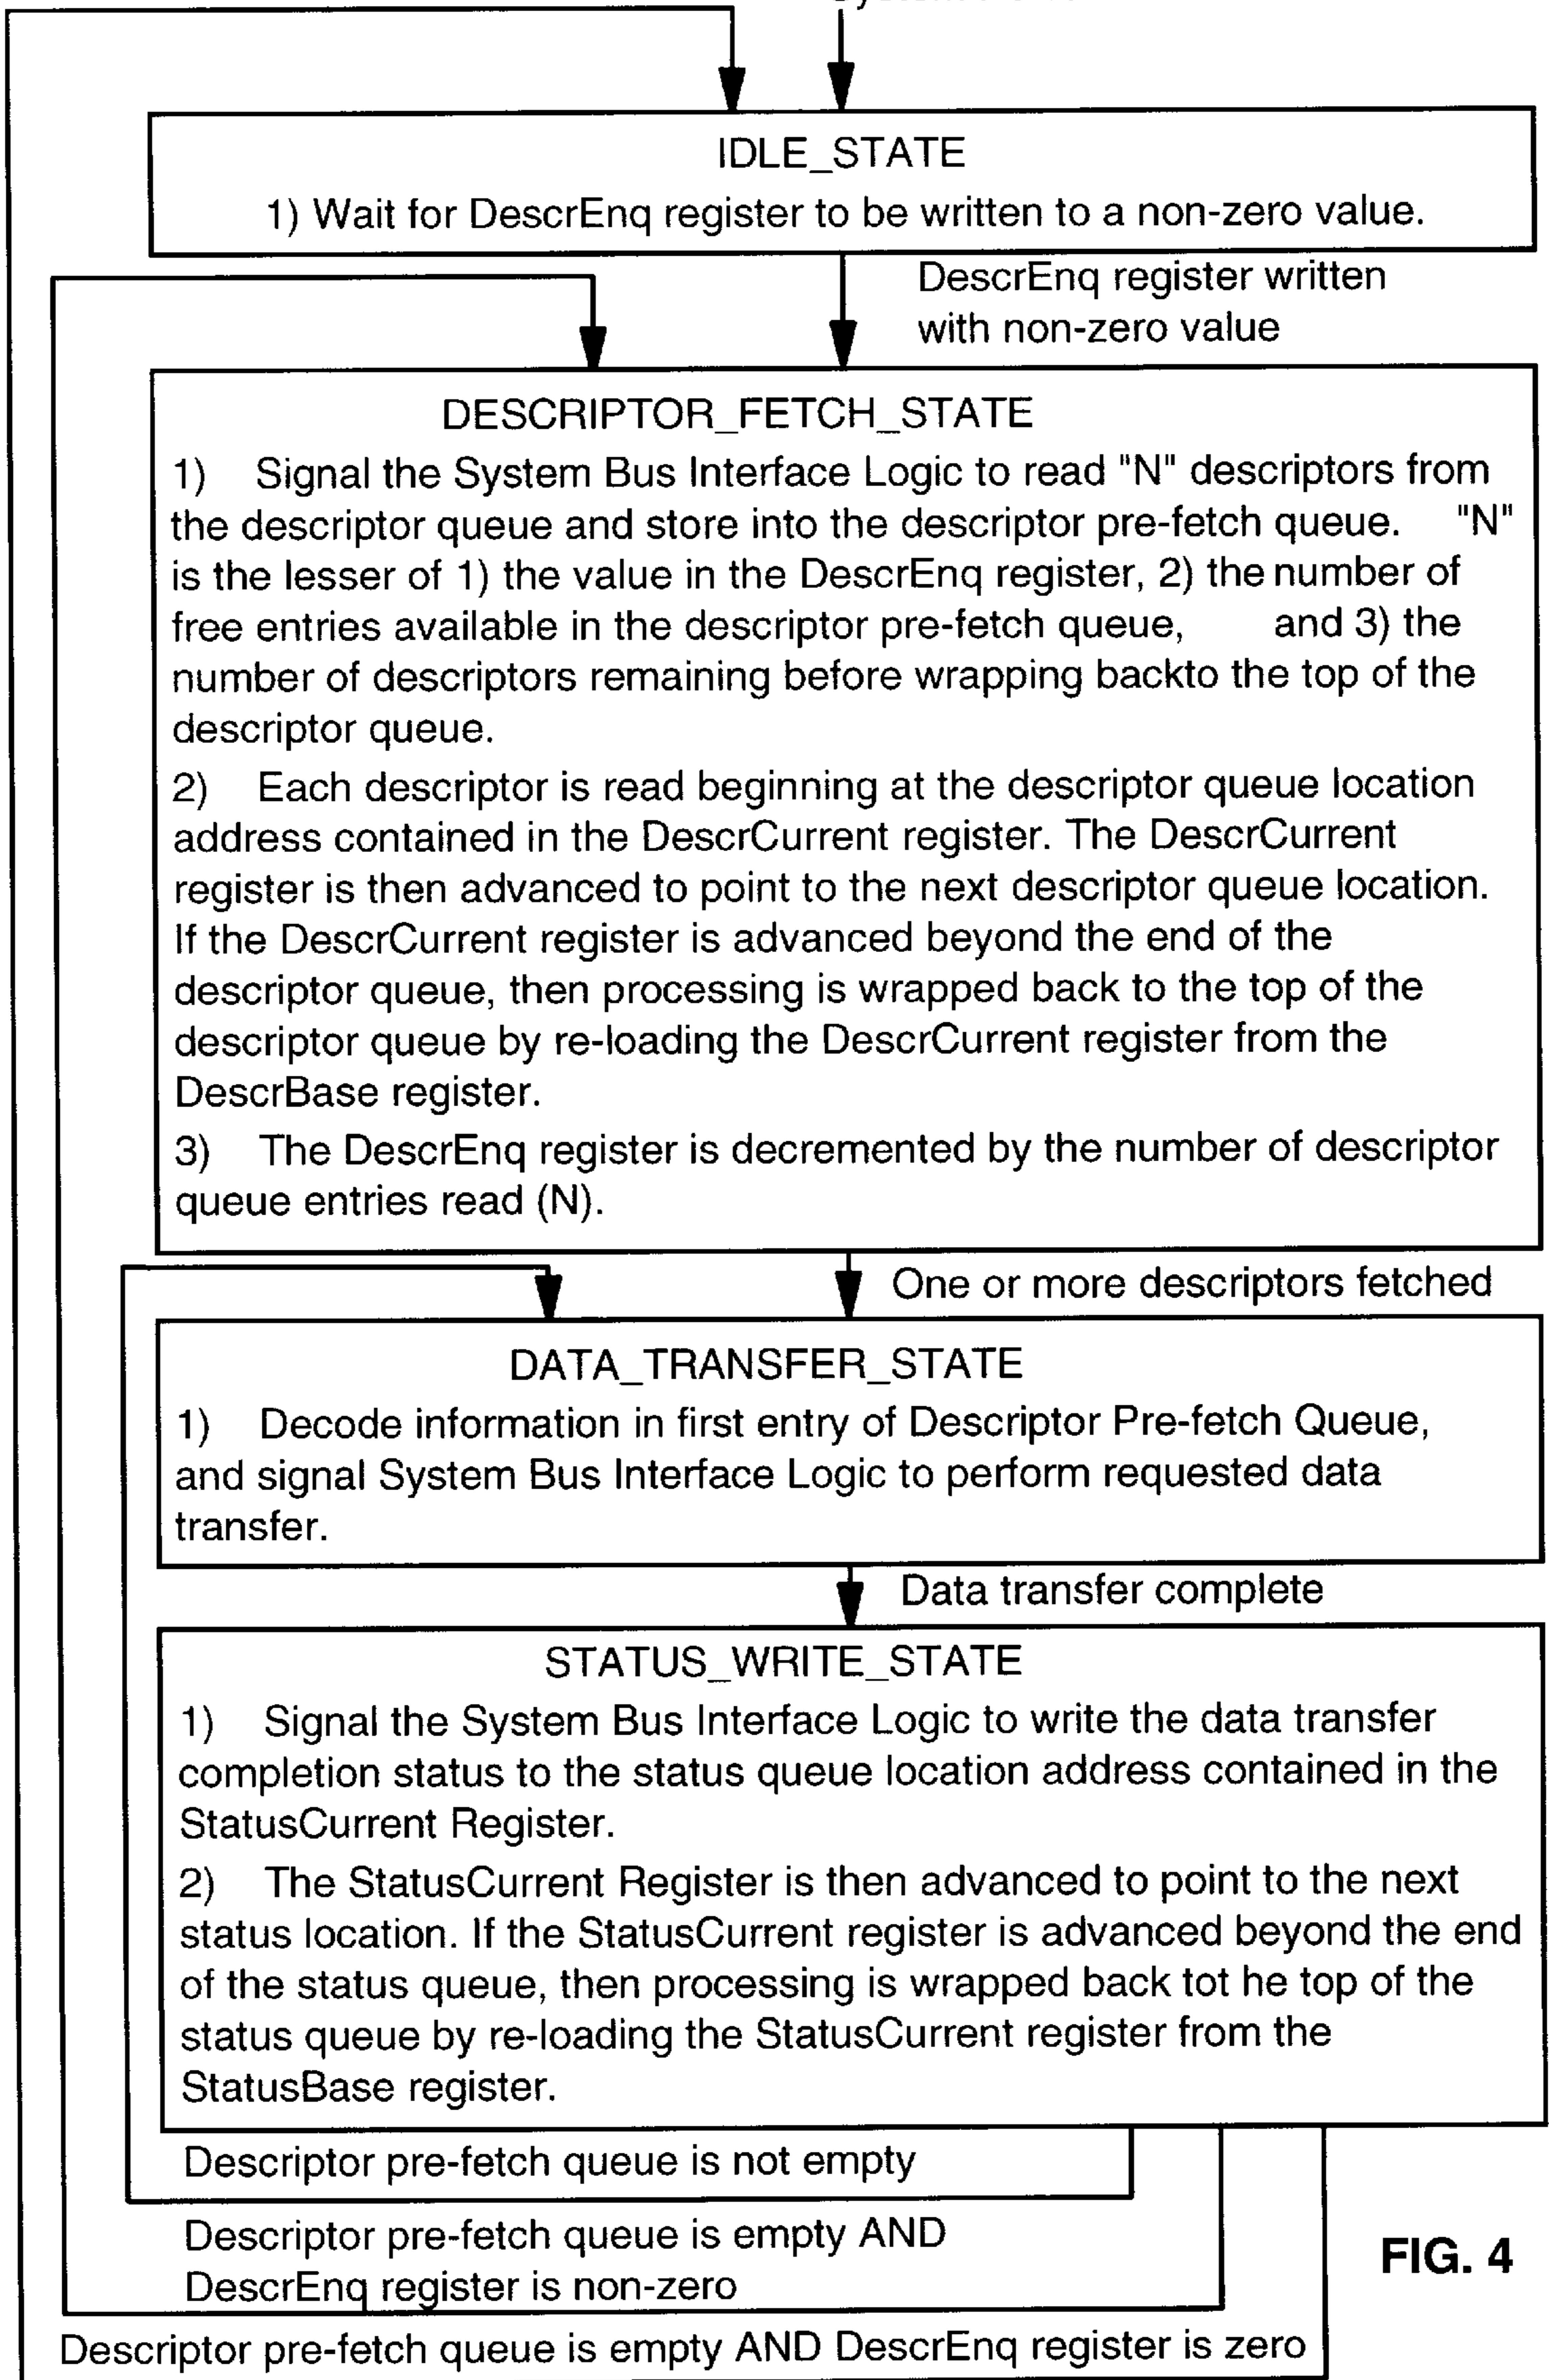 IDLE_STATE
1) Wait for DescrEnq register to be written to a non-zero value.
DescrEnq register written
with non-zero value
DESCRIPTOR_FETCH_STATE
1) Signal the System Bus Interface Logic to read "N" descriptors from
the descriptor queue and store into the descriptor pre-fetch queue. "N"
is the lesser of 1) the value in the DescrEnq register, 2) the number of
free entries available in the descriptor pre-fetch queue, and 3) the
number of descriptors remaining before wrapping backto the top of the
descriptor queue.
2) Each descriptor is read beginning at the descriptor queue location
address contained in the DescrCurrent register. The DescrCurrent
register is then advanced to point to the next descriptor queue location.
If the DescrCurrent register is advanced beyond the end of the
descriptor queue, then processing is wrapped back to the top of the
descriptor queue by re-loading the DescrCurrent register from the
DescrBase register.
3) The DescrEnq register is decremented by the number of descriptor
queue entries read (N).
One or more descriptors fetched
DATA_TRANSFER_STATE
1) Decode information in first entry of Descriptor Pre-fetch Queue,
and signal System Bus Interface Logic to perform requested data
transfer.
Data transfer complete
STATUS_WRITE_STATE
1) Signal the System Bus Interface Logic to write the data transfer
completion status to the status queue location address contained in the
StatusCurrent Register.
2) The StatusCurrent Register is then advanced to point to the next
status location. If the StatusCurrent register is advanced beyond the end
of the status queue, then processing is wrapped back tot he top of the
status queue by re-loading the StatusCurrent register from the
StatusBase register.
Descriptor pre-fetch queue is not empty
Descriptor pre-fetch queue is empty AND
DescrEnq register is non-zero
FIG. 4
Descriptor pre-fetch queue is empty AND DescrEnq register is zero